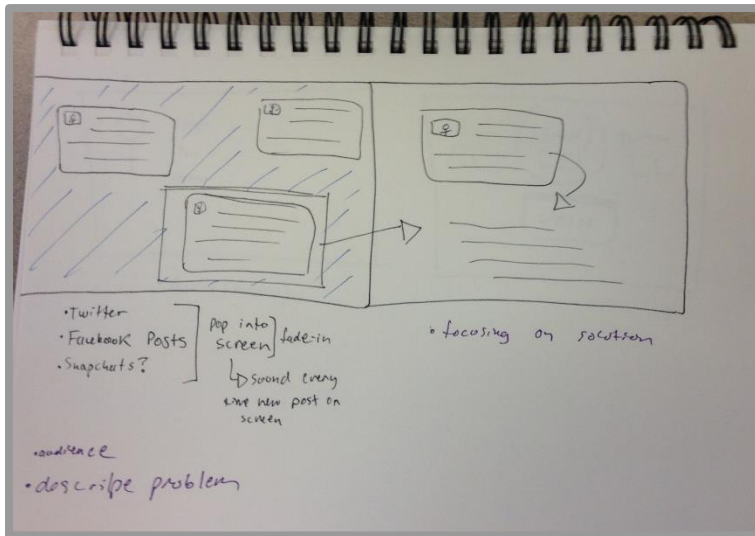 •Twitter
•Facebook Posts
•Snapchats?
Pop into
screen
fade-in
sound every
time new post on
screen
•focusing on solution
•audience
•describe problem